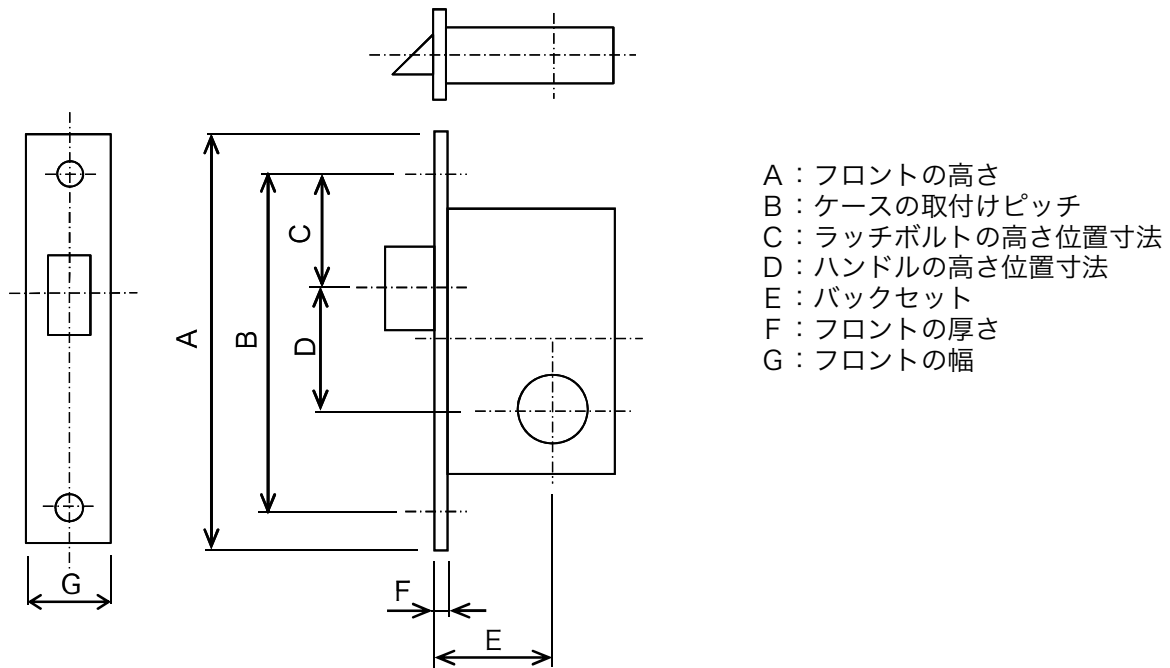 A
B
C
D
G
F
E
A：フロントの高さ
B：ケースの取付けピッチ
C：ラッチボルトの高さ位置寸法
D：ハンドルの高さ位置寸法
E：バックセット
F：フロントの厚さ
G：フロントの幅